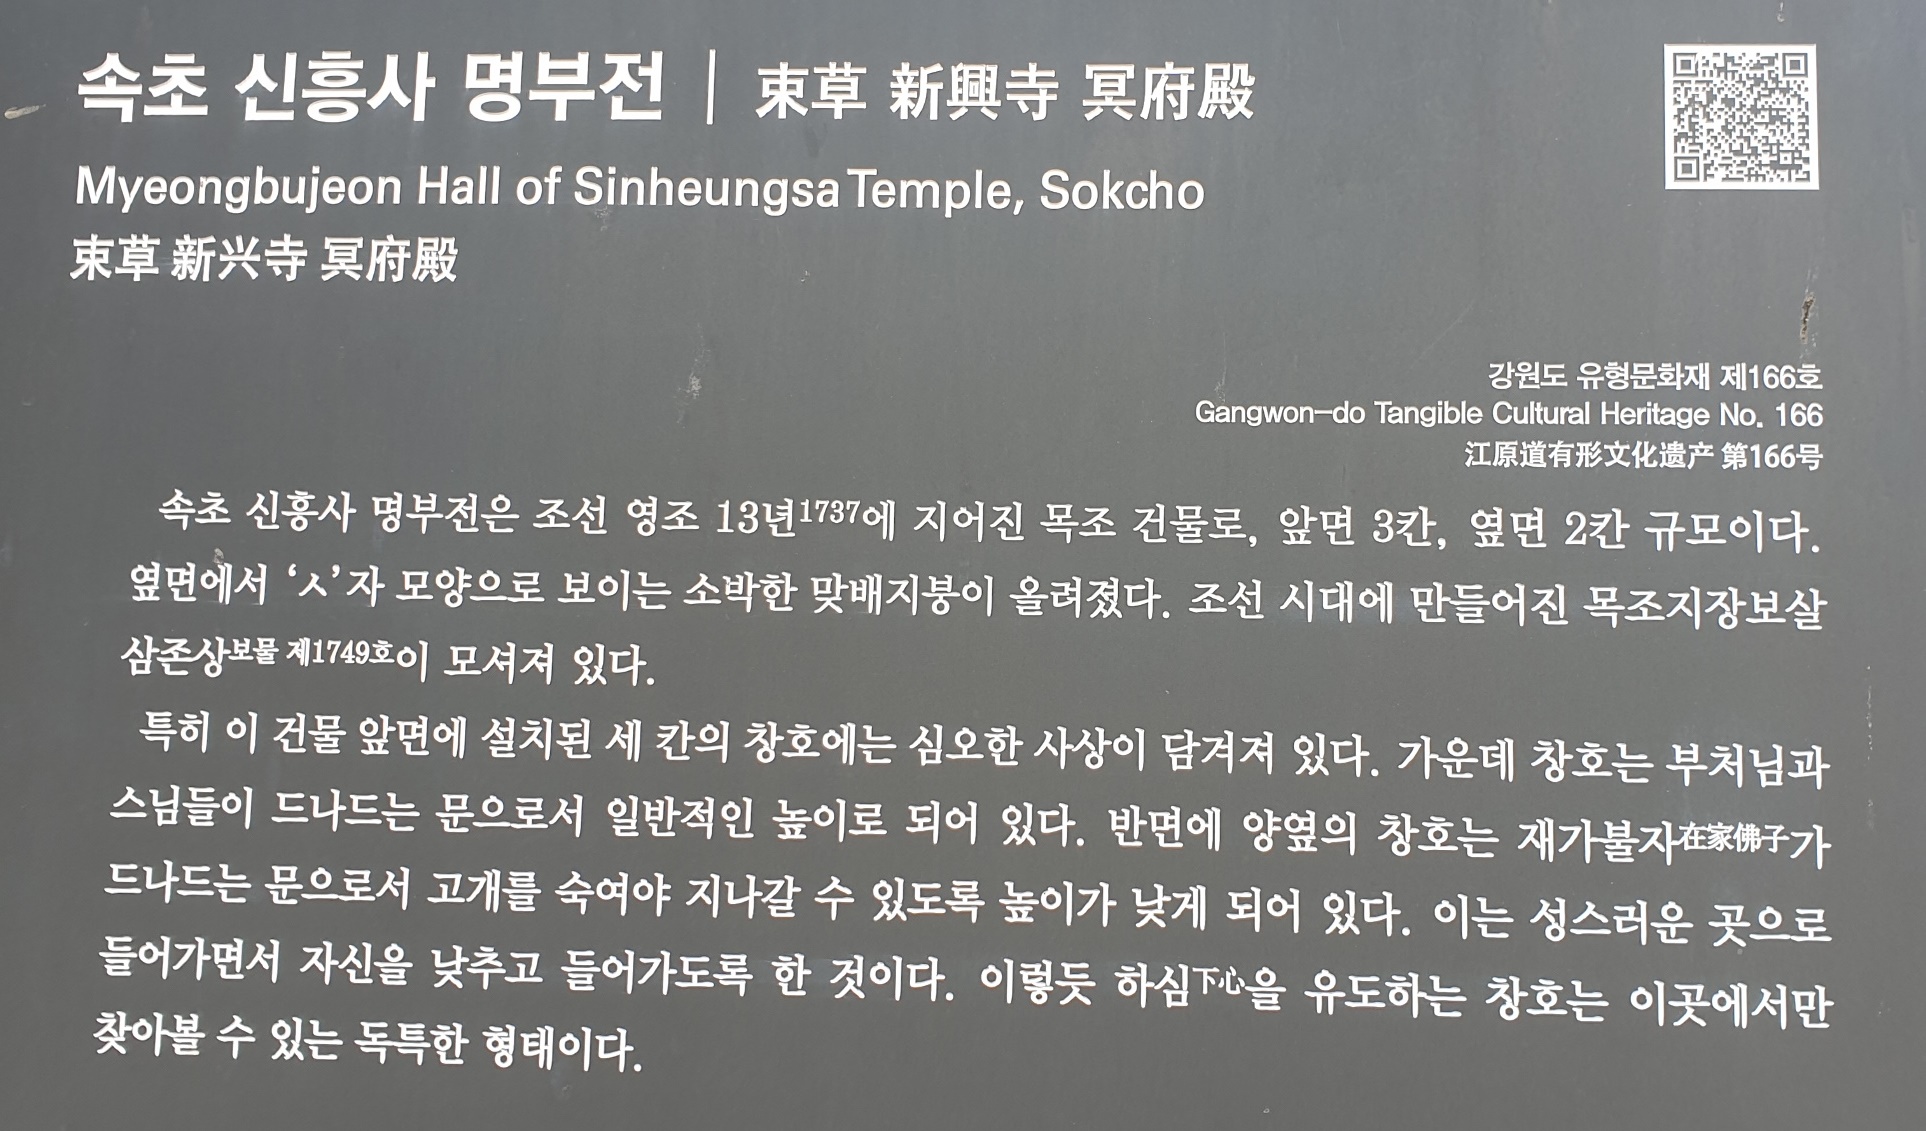 속초 신흥사 명부전 | 束草 新興寺 冥府殿
Myeongbujeon Hall of Sinheungsa Temple, Sokcho
束草 新兴寺 冥府殿
강원도 유형문화재 제166호
Gangwon-do Tangible Cultural Heritage No. 166
江原道有形文化遗产 第166号
속초 신흥사 명부전은 조선 영조 13년1737에 지어진 목조 건물로, 앞면 3칸, 옆면 2칸 규모이다.
옆면에서 ‘ㅅ’자 모양으로 보이는 소박한 맞배지붕이 올려졌다. 조선 시대에 만들어진 목조지장보살
삼존상보물 제1749호이 모셔져 있다.
특히 이 건물 앞면에 설치된 세 칸의 창호에는 심오한 사상이 담겨져 있다. 가운데 창호는 부처님과
스님들이 드나드는 문으로서 일반적인 높이로 되어 있다. 반면에 양옆의 창호는 재가불자在家佛子가
드나드는 문으로서 고개를 숙여야 지나갈 수 있도록 높이가 낮게 되어 있다. 이는 성스러운 곳으로
들어가면서 자신을 낮추고 들어가도록 한 것이다. 이렇듯 하심下心을 유도하는 창호는 이곳에서만
찾아볼 수 있는 독특한 형태이다.